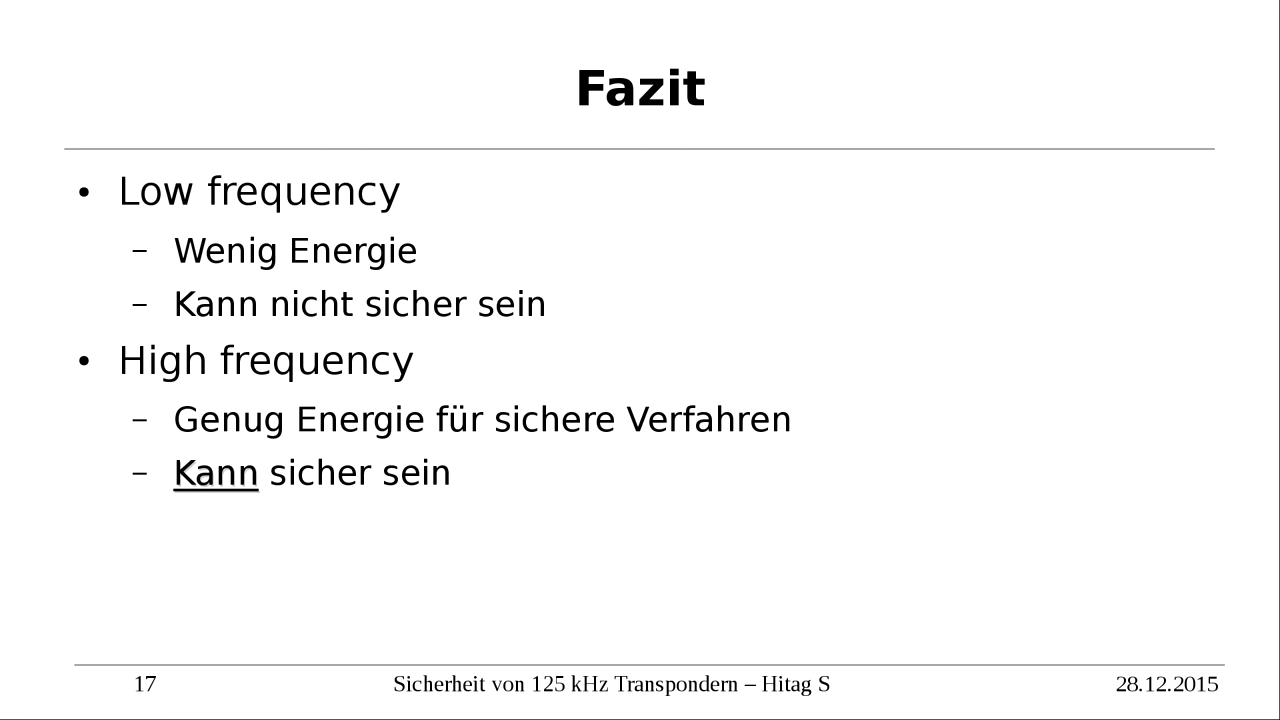 Fazit
• Low frequency
– Wenig Energie
– Kann nicht sicher sein
• High frequency
– Genug Energie für sichere Verfahren
– Kann sicher sein
17 Sicherheit von 125 kHz Transpondern – Hitag S 28.12.2015